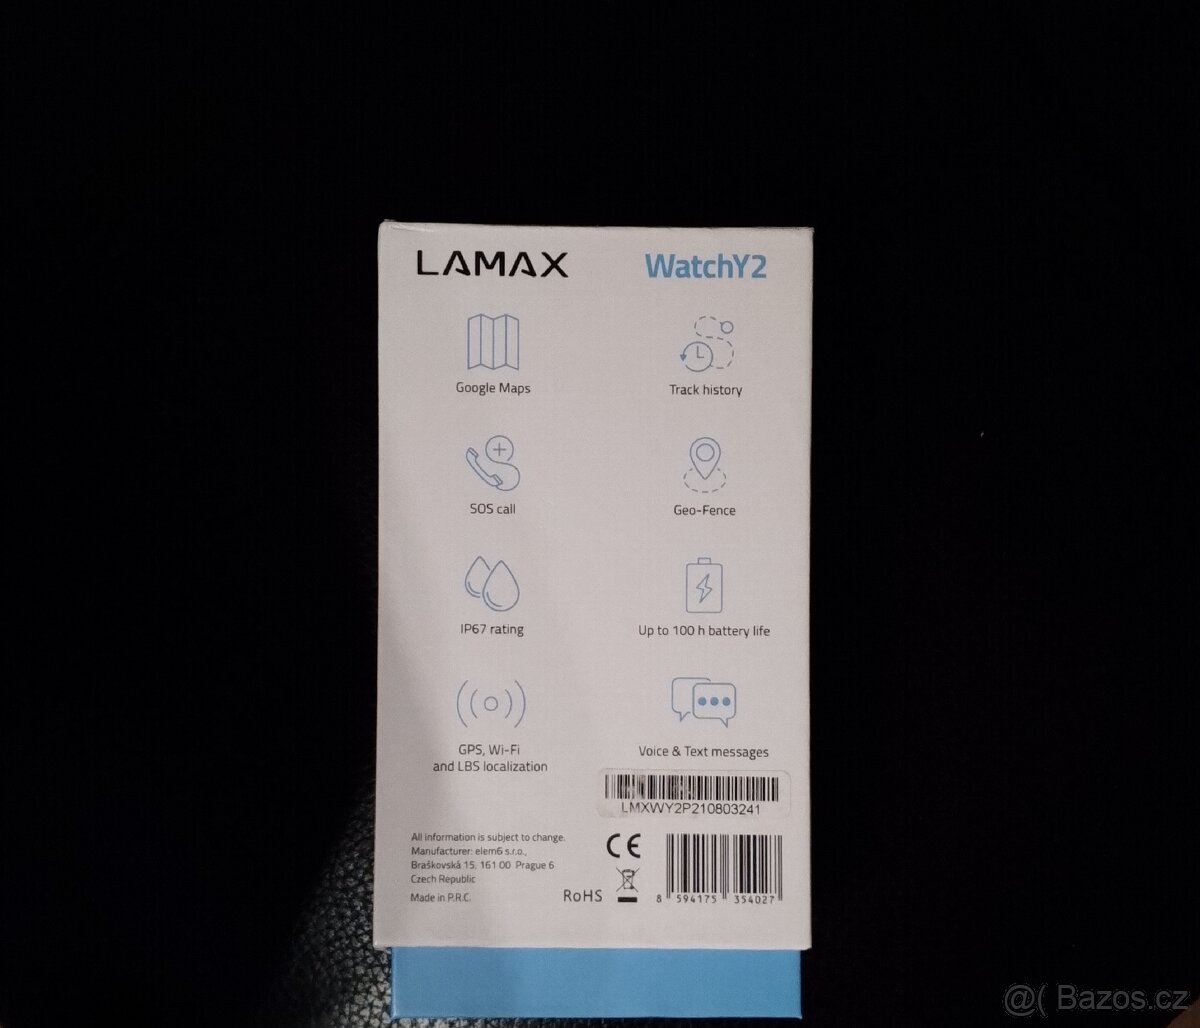 LAMAX WatchY2
Google Maps
Track history
SOS call
Geo-Fence
IP67 rating
Up to 100 h battery life
GPS, Wi-Fi
and LBS localization
Voice & Text messages
LMXWY2P210803241
All information is subject to change.
Manufacturer: elem6 s.r.o.,
Braškovská 15, 161 00 Prague 6
Czech Republic
Made in P.R.C.
CE
RoHS
8 594175 354027
@( Bazos.cz